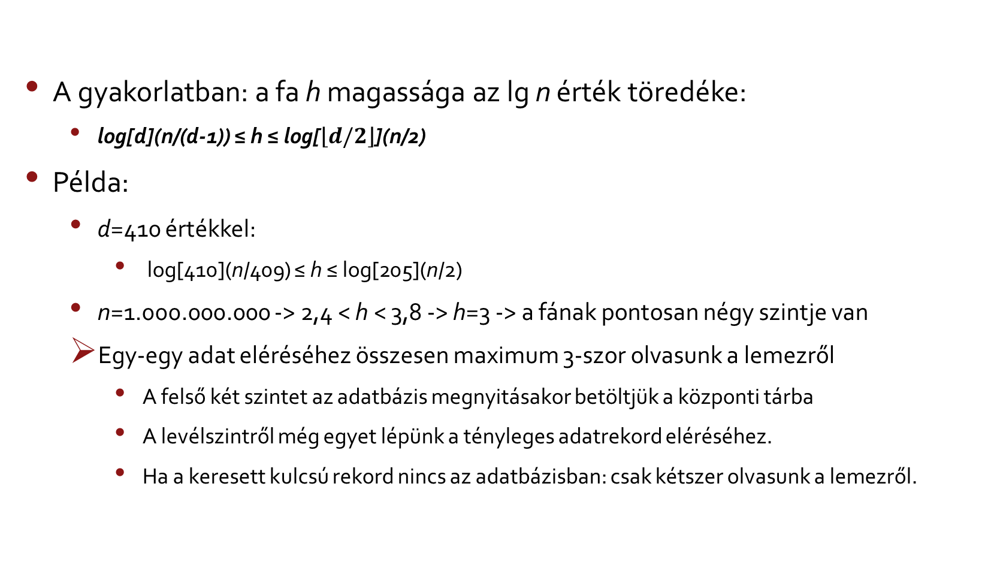 • A gyakorlatban: a fa h magassága az lg n érték töredéke:
• log[d](n/(d-1)) ≤ h ≤ log[⌊d/2⌋](n/2)
• Példa:
• d=410 értékkel:
• log[410](n/409) ≤ h ≤ log[205](n/2)
• n=1.000.000.000 -> 2,4 < h < 3,8 -> h=3 -> a fának pontosan négy szintje van
➢ Egy-egy adat eléréséhez összesen maximum 3-szor olvasunk a lemezről
• A felső két szintet az adatbázis megnyitásakor betöltjük a központi tárba
• A levélszintről még egyet lépünk a tényleges adatrekord eléréséhez.
• Ha a keresett kulcsú rekord nincs az adatbázisban: csak kétszer olvasunk a lemezről.